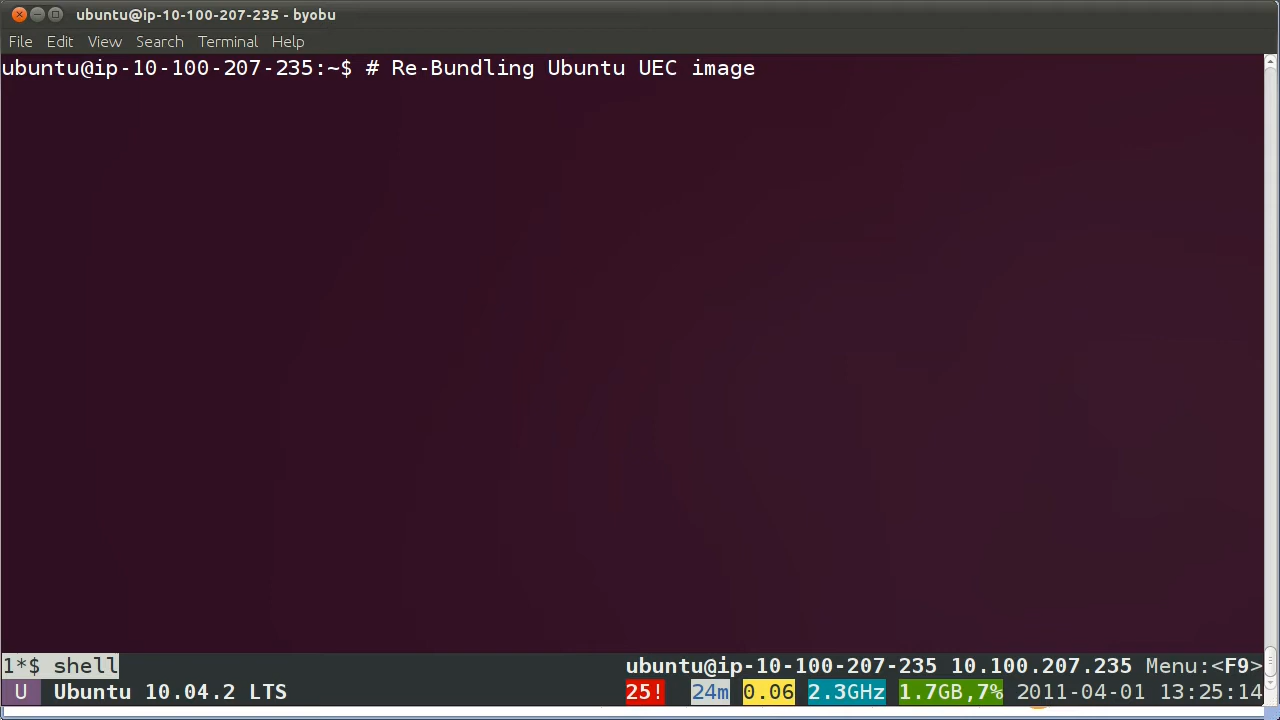 ubuntu@ip-10-100-207-235 - byobu
File Edit View Search Terminal Help
ubuntu@ip-10-100-207-235:~$ # Re-Bundling Ubuntu UEC image
1*$ shell ubuntu@ip-10-100-207-235 10.100.207.235 Menu:<F9>
U Ubuntu 10.04.2 LTS 25! 24m 0.06 2.3GHz 1.7GB,7% 2011-04-01 13:25:14